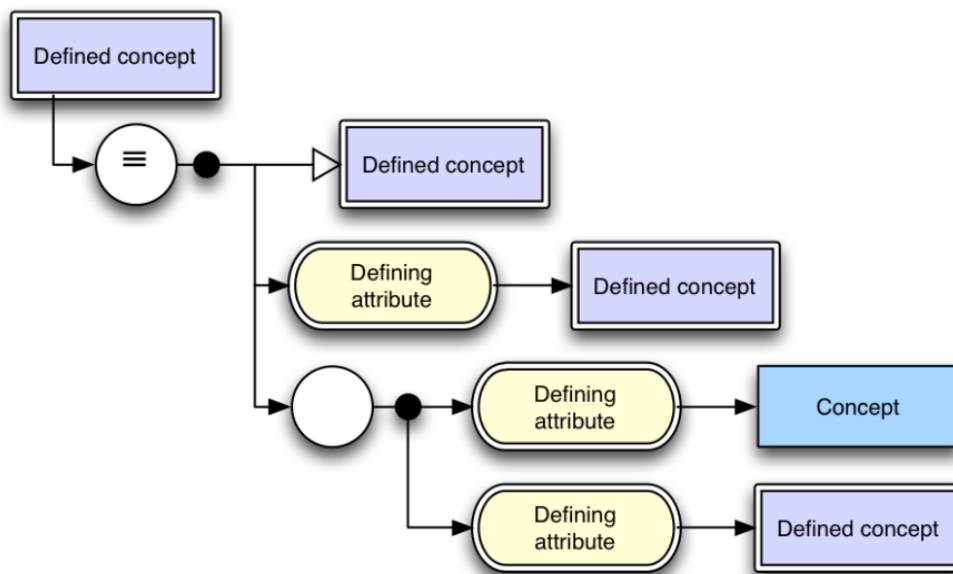 Defined concept
≡
Defined concept
Defining
attribute
Defined concept
Defining
attribute
Concept
Defining
attribute
Defined concept